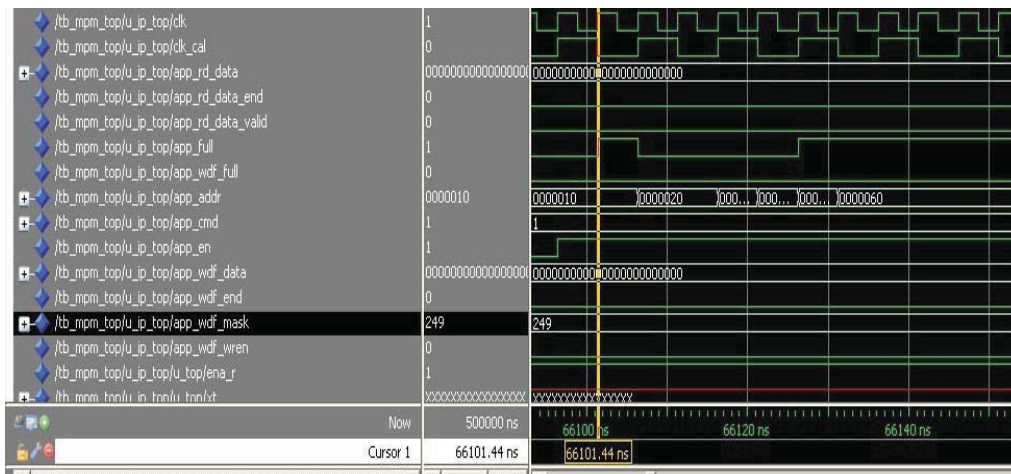 /tb_mpm_top/u_ip_top/clk 1
/tb_mpm_top/u_ip_top/clk_cal 0
/tb_mpm_top/u_ip_top/app_rd_data 0000000000000000 00000000000 0000000000000
/tb_mpm_top/u_ip_top/app_rd_data_end 0
/tb_mpm_top/u_ip_top/app_rd_data_valid 0
/tb_mpm_top/u_ip_top/app_full 1
/tb_mpm_top/u_ip_top/app_wdf_full 0
/tb_mpm_top/u_ip_top/app_addr 0000010 0000010 0000020 000... 000... 000... 0000060
/tb_mpm_top/u_ip_top/app_cmd 1 1
/tb_mpm_top/u_ip_top/app_en 1
/tb_mpm_top/u_ip_top/app_wdf_data 0000000000000000 00000000000 0000000000000
/tb_mpm_top/u_ip_top/app_wdf_end 0
/tb_mpm_top/u_ip_top/app_wdf_mask 249 249
/tb_mpm_top/u_ip_top/app_wdf_wren 0
/tb_mpm_top/u_ip_top/u_top/ena_r 1
Now 500000 ns 66100 ns 66120 ns 66140 ns
Cursor 1 66101.44 ns 66101.44 ns